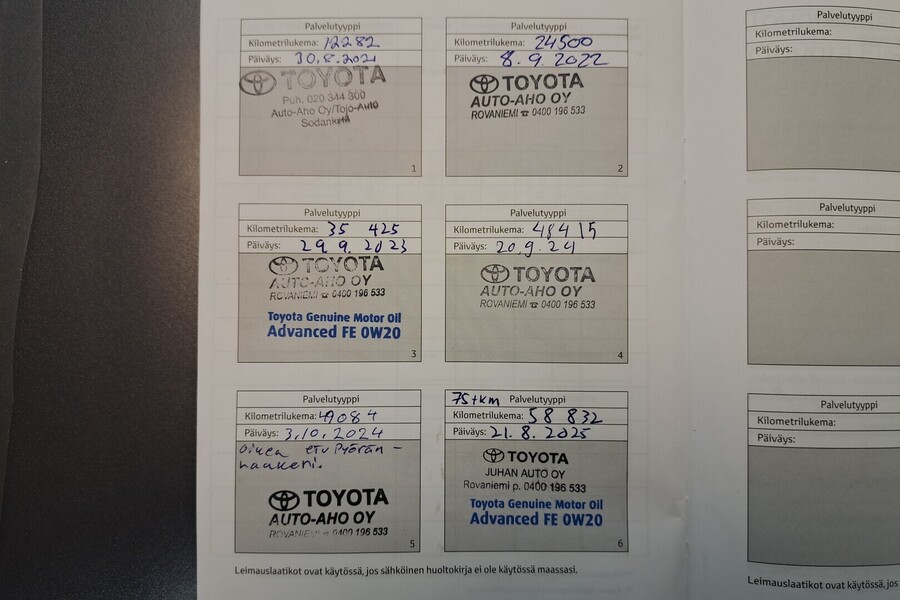 Palvelutyyppi
Kilometrilukema: 12282
Päiväys: 30.8.2021
TOYOTA
Puh. 020 344 300
Auto-Aho Oy/Tojo-Auto
Sodankylä
1
Palvelutyyppi
Kilometrilukema: 24500
Päiväys: 8.9.2022
TOYOTA
AUTO-AHO OY
ROVANIEMI ☎ 0400 196 533
2
Palvelutyyppi
Kilometrilukema: 35 425
Päiväys: 29.9.2023
TOYOTA
AUTO-AHO OY
ROVANIEMI ☎ 0400 196 533
Toyota Genuine Motor Oil
Advanced FE 0W20
3
Palvelutyyppi
Kilometrilukema: 48415
Päiväys: 20.9.24
TOYOTA
AUTO-AHO OY
ROVANIEMI ☎ 0400 196 533
4
Palvelutyyppi
Kilometrilukema: 49084
Päiväys: 3.10.2024
oikea etu Pyörän-
laakeri.
TOYOTA
AUTO-AHO OY
ROVANIEMI ☎ 0400 196 533
5
75tkm Palvelutyyppi
Kilometrilukema: 58 832
Päiväys: 21.8.2025
TOYOTA
JUHAN AUTO OY
Rovaniemi p. 0400 196 533
Toyota Genuine Motor Oil
Advanced FE 0W20
6
Leimauslaatikot ovat käytössä, jos sähköinen huoltokirja ei ole käytössä maassasi.
Palvelutyyppi
Kilometrilukema:
Päiväys:
Palvelutyyppi
Kilometrilukema:
Päiväys:
Palvelutyyppi
Kilometrilukema:
Päiväys:
Leimauslaatikot ovat käytössä, jos